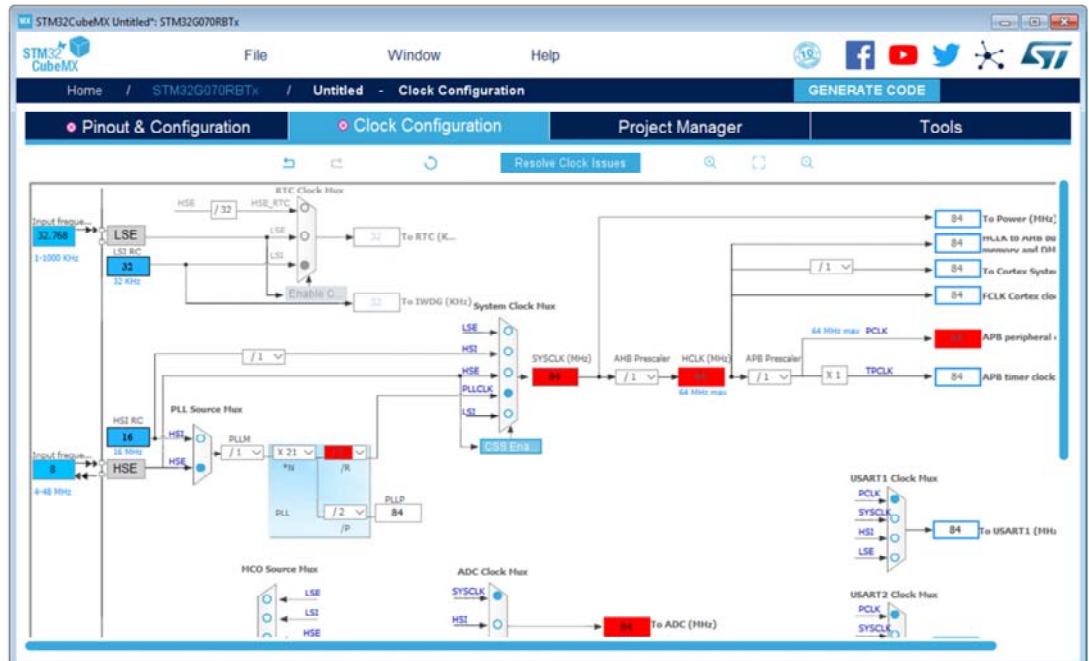 STM32CubeMX Untitled*: STM32G070RBTx
STM32
CubeMX
File
Window
Help
10
Home / STM32G070RBTx / Untitled - Clock Configuration
GENERATE CODE
Pinout & Configuration
Clock Configuration
Project Manager
Tools
Resolve Clock Issues
RTC Clock Mux
HSE
/ 32
HSE_RTC
Input freque...
32.768
1-1000 KHz
LSE
LSE
32
To RTC (K...
LSI RC
32
32 KHz
LSI
Enable C...
32
To IWDG (KHz)
System Clock Mux
LSE
HSI
/ 1
HSE
PLLCLK
LSI
CSS Ena...
SYSCLK (MHz)
84
AHB Prescaler
/ 1
HCLK (MHz)
64 MHz max
APB Prescaler
/ 1
84
To Power (MHz)
84
84
/ 1
To Cortex Syste
84
FCLK Cortex clo
64 MHz max
PCLK
APB peripheral
X 1
TPCLK
84
APB timer clock
HSI RC
16
16 MHz
PLL Source Mux
HSI
HSE
PLLM
/ 1
X 21
*N
/R
PLL
/ 2
/P
PLLP
84
Input freque...
8
4-48 MHz
HSE
USART1 Clock Mux
PCLK
SYSCLK
HSI
LSE
84
To USART1 (MHz
MCO Source Mux
LSE
LSI
HSE
ADC Clock Mux
SYSCLK
HSI
84
To ADC (MHz)
USART2 Clock Mux
PCLK
SYSCLK